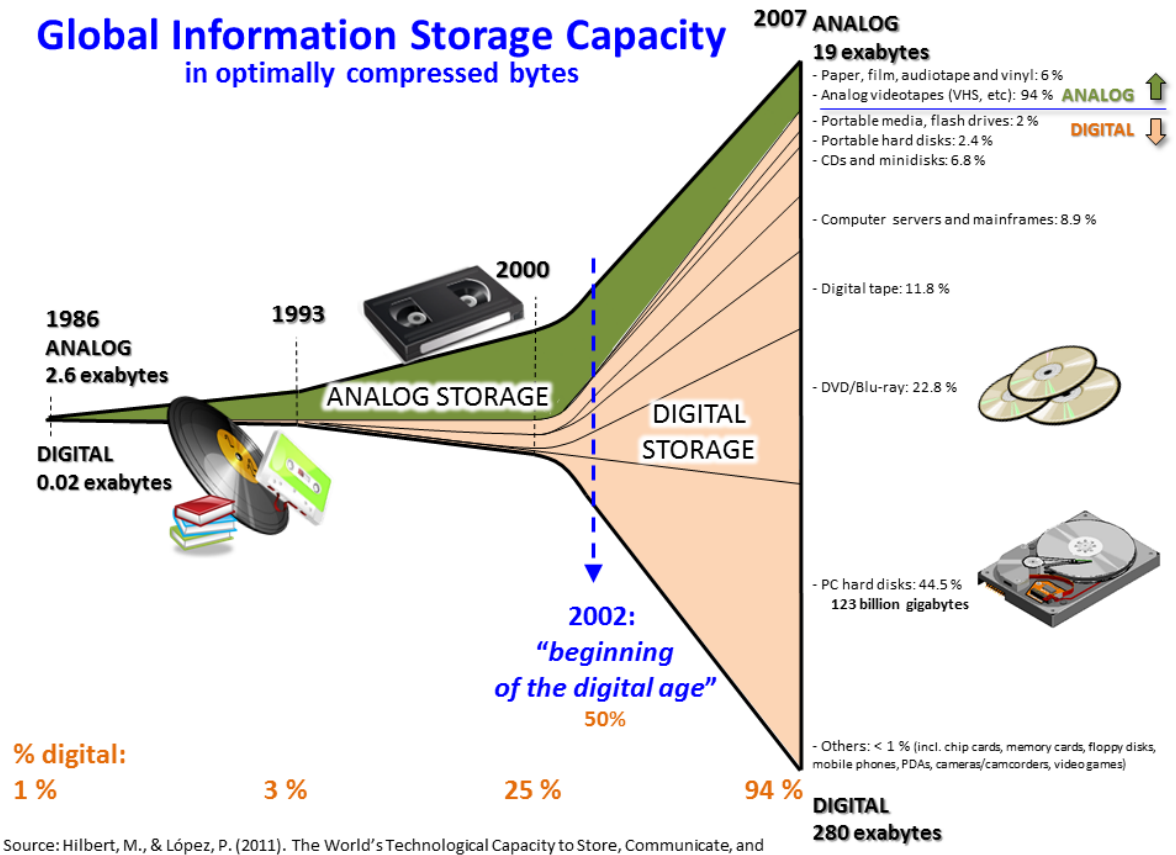 Global Information Storage Capacity
in optimally compressed bytes
2007 ANALOG
19 exabytes
- Paper, film, audiotape and vinyl: 6 %
- Analog videotapes (VHS, etc): 94 %
ANALOG
- Portable media, flash drives: 2 %
DIGITAL
- Portable hard disks: 2.4 %
- CDs and minidisks: 6.8 %
- Computer servers and mainframes: 8.9 %
- Digital tape: 11.8 %
- DVD/Blu-ray: 22.8 %
- PC hard disks: 44.5 %
123 billion gigabytes
- Others: < 1 % (incl. chip cards, memory cards, floppy disks,
mobile phones, PDAs, cameras/camcorders, video games)
DIGITAL
280 exabytes
2000
1993
1986
ANALOG
2.6 exabytes
DIGITAL
0.02 exabytes
ANALOG STORAGE
DIGITAL
STORAGE
2002:
“beginning
of the digital age”
50%
% digital:
1 %
3 %
25 %
94 %
Source: Hilbert, M., & López, P. (2011). The World’s Technological Capacity to Store, Communicate, and